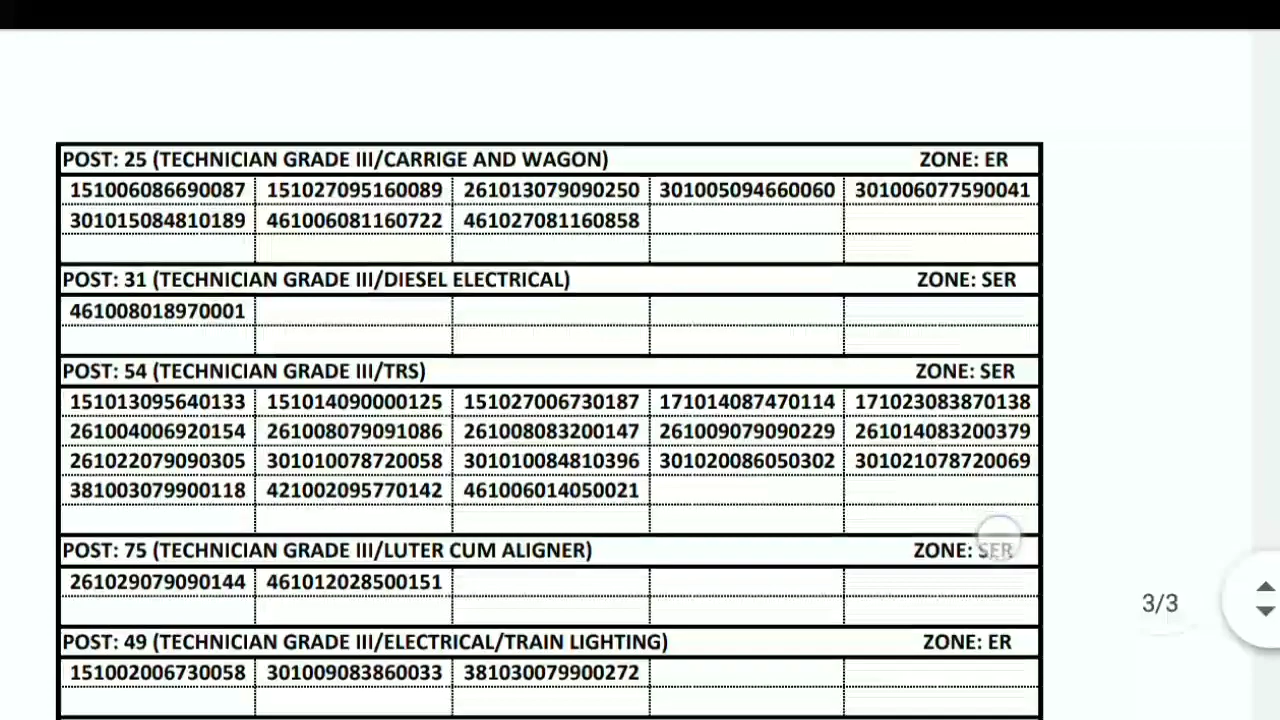 POST: 25 (TECHNICIAN GRADE III/CARRIGE AND WAGON) ZONE: ER
151006086690087 151027095160089 261013079090250 301005094660060 301006077590041
301015084810189 461006081160722 461027081160858
POST: 31 (TECHNICIAN GRADE III/DIESEL ELECTRICAL) ZONE: SER
461008018970001
POST: 54 (TECHNICIAN GRADE III/TRS) ZONE: SER
151013095640133 151014090000125 151027006730187 171014087470114 171023083870138
261004006920154 261008079091086 261008083200147 261009079090229 261014083200379
261022079090305 301010078720058 301010084810396 301020086050302 301021078720069
381003079900118 421002095770142 461006014050021
POST: 75 (TECHNICIAN GRADE III/LUTER CUM ALIGNER) ZONE: SER
261029079090144 461012028500151
3/3
POST: 49 (TECHNICIAN GRADE III/ELECTRICAL/TRAIN LIGHTING) ZONE: ER
151002006730058 301009083860033 381030079900272